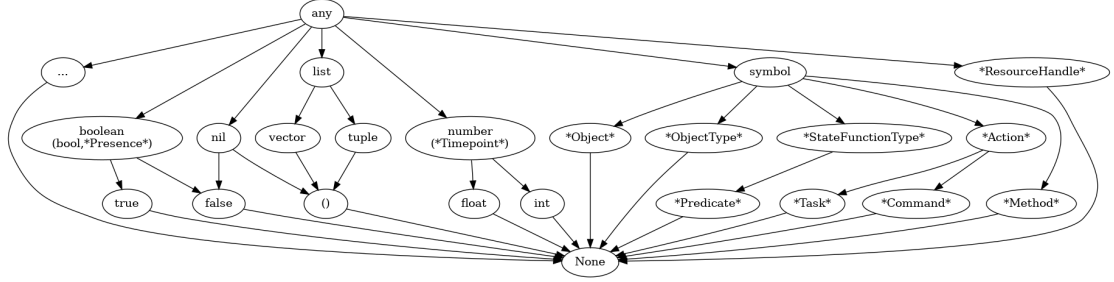 any
...
list
symbol
*ResourceHandle*
boolean
(bool,*Presence*)
nil
vector
tuple
number
(*Timepoint*)
*Object*
*ObjectType*
*StateFunctionType*
*Action*
true
false
()
float
int
*Predicate*
*Task*
*Command*
*Method*
None